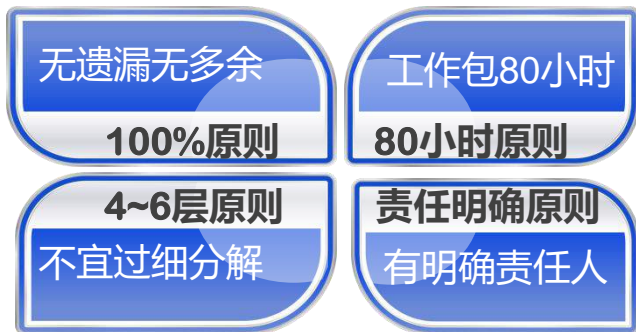 无遗漏无多余
100%原则
工作包80小时
80小时原则
4~6层原则
不宜过细分解
责任明确原则
有明确责任人